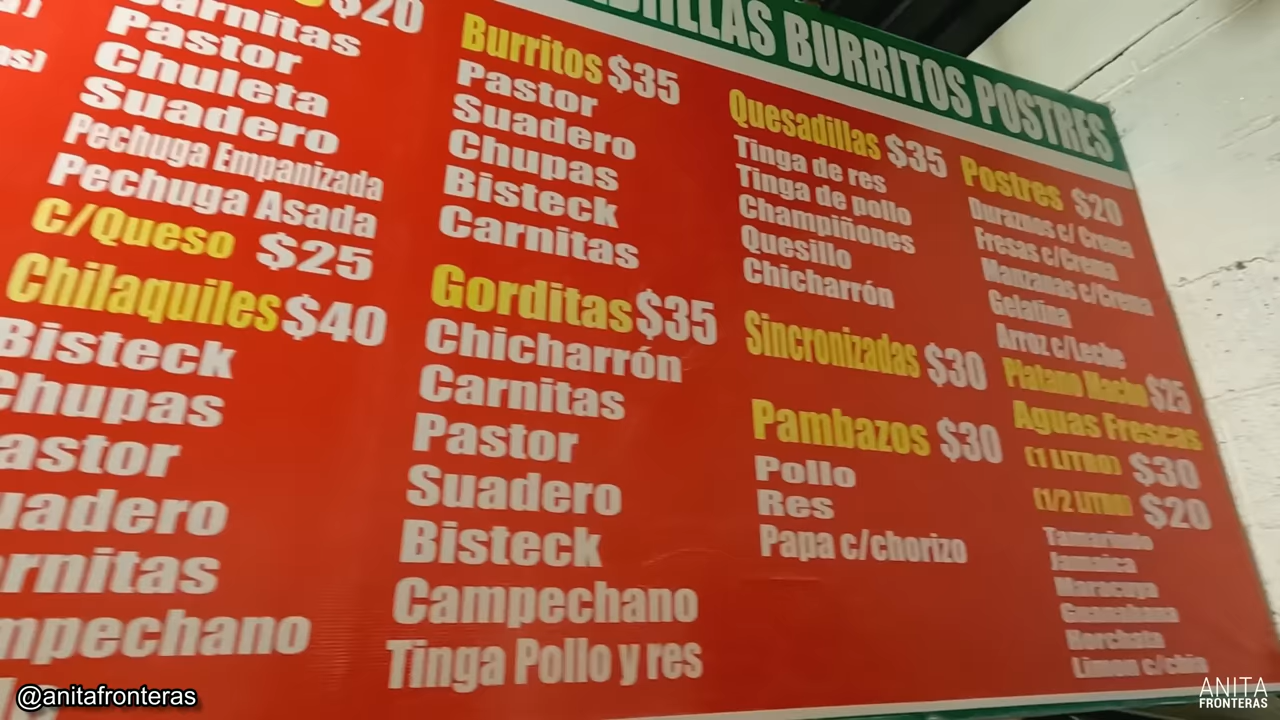 $20
Carnitas
Pastor
Chuleta
Suadero
Pechuga Empanizada
Pechuga Asada
C/Queso $25
Chilaquiles $40
Bisteck
Chupas
Pastor
Suadero
Carnitas
Campechano
BURRITOS POSTRES
Burritos $35
Pastor
Suadero
Chupas
Bisteck
Carnitas
Gorditas $35
Chicharrón
Carnitas
Pastor
Suadero
Bisteck
Campechano
Tinga Pollo y res
Quesadillas $35
Tinga de res
Tinga de pollo
Champiñones
Quesillo
Chicharrón
Sincronizadas $30
Pambazos $30
Pollo
Res
Papa c/chorizo
Postres $20
Duraznos c/ Crema
Fresas c/Crema
Manzanas c/Crema
Gelatina
Arroz c/Leche
Platano Macho $25
Aguas Frescas
(1 LITRO) $30
(1/2 LITRO) $20
Tamarindo
Jamaica
Maracuyo
Guanabana
Horchata
Limon c/chia
@anitafronteras
ANITA
FRONTERAS